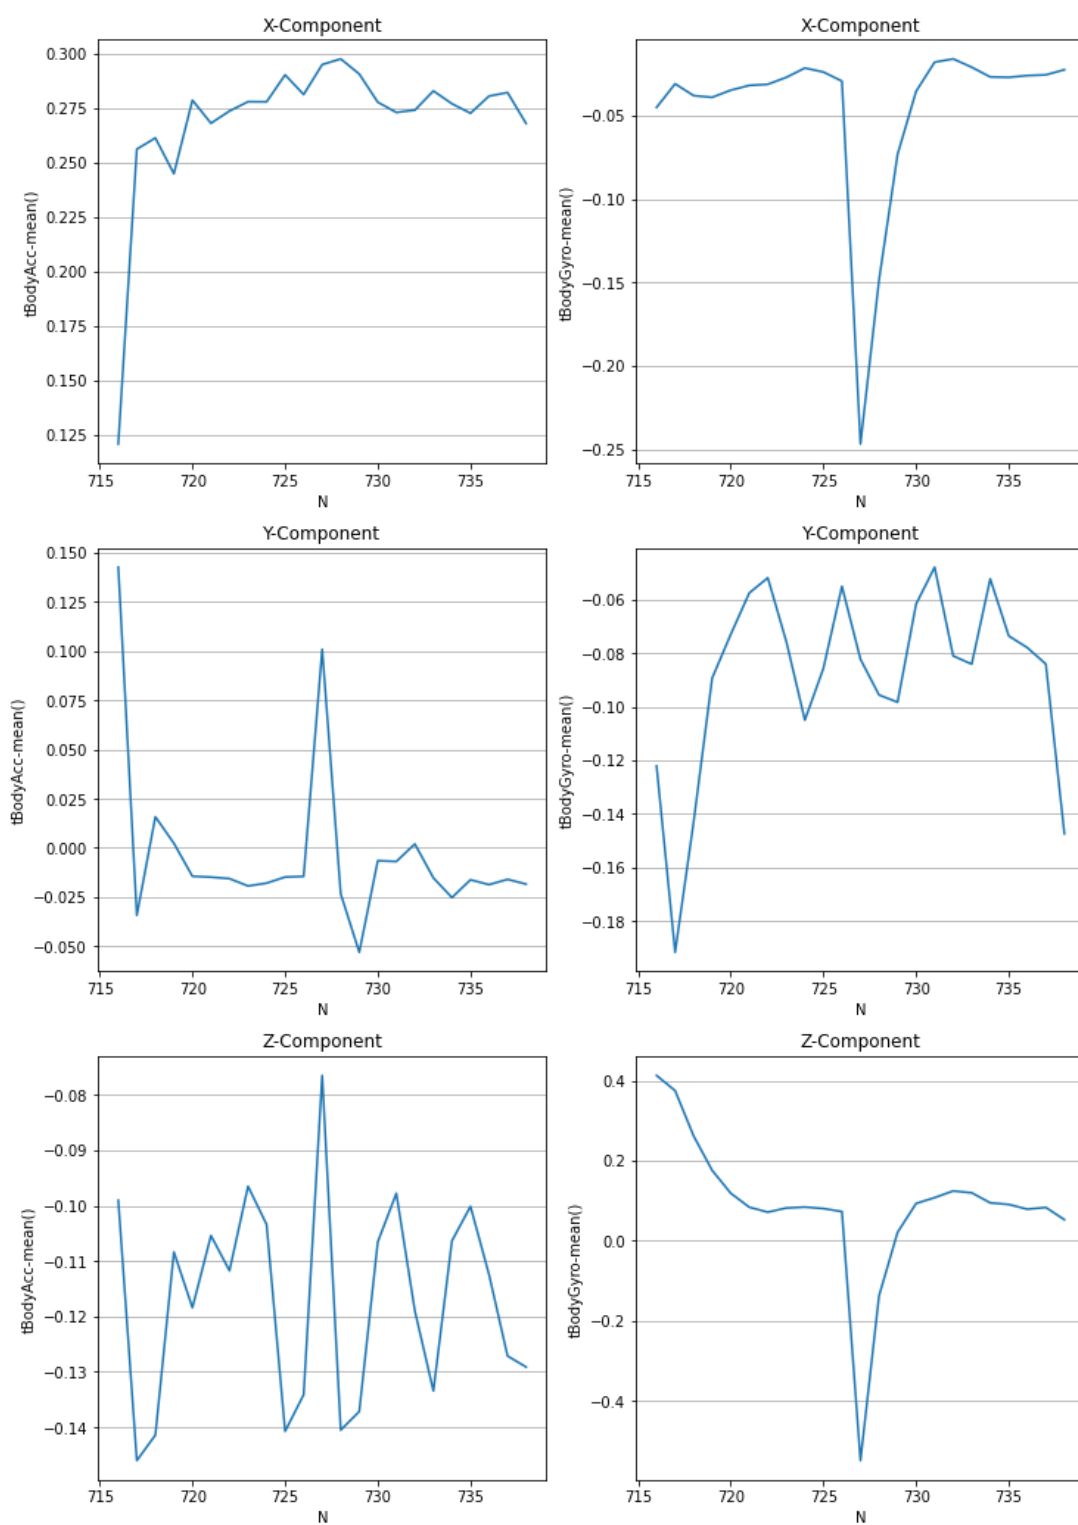 X-Component
0.300
0.275
0.250
0.225
0.200
0.175
0.150
0.125
tBodyAcc-mean()
715 720 725 730 735
N
X-Component
−0.05
−0.10
−0.15
−0.20
−0.25
tBodyGyro-mean()
715 720 725 730 735
N
Y-Component
0.150
0.125
0.100
0.075
0.050
0.025
0.000
−0.025
−0.050
tBodyAcc-mean()
715 720 725 730 735
N
Y-Component
−0.06
−0.08
−0.10
−0.12
−0.14
−0.16
−0.18
tBodyGyro-mean()
715 720 725 730 735
N
Z-Component
−0.08
−0.09
−0.10
−0.11
−0.12
−0.13
−0.14
tBodyAcc-mean()
715 720 725 730 735
N
Z-Component
0.4
0.2
0.0
−0.2
−0.4
tBodyGyro-mean()
715 720 725 730 735
N